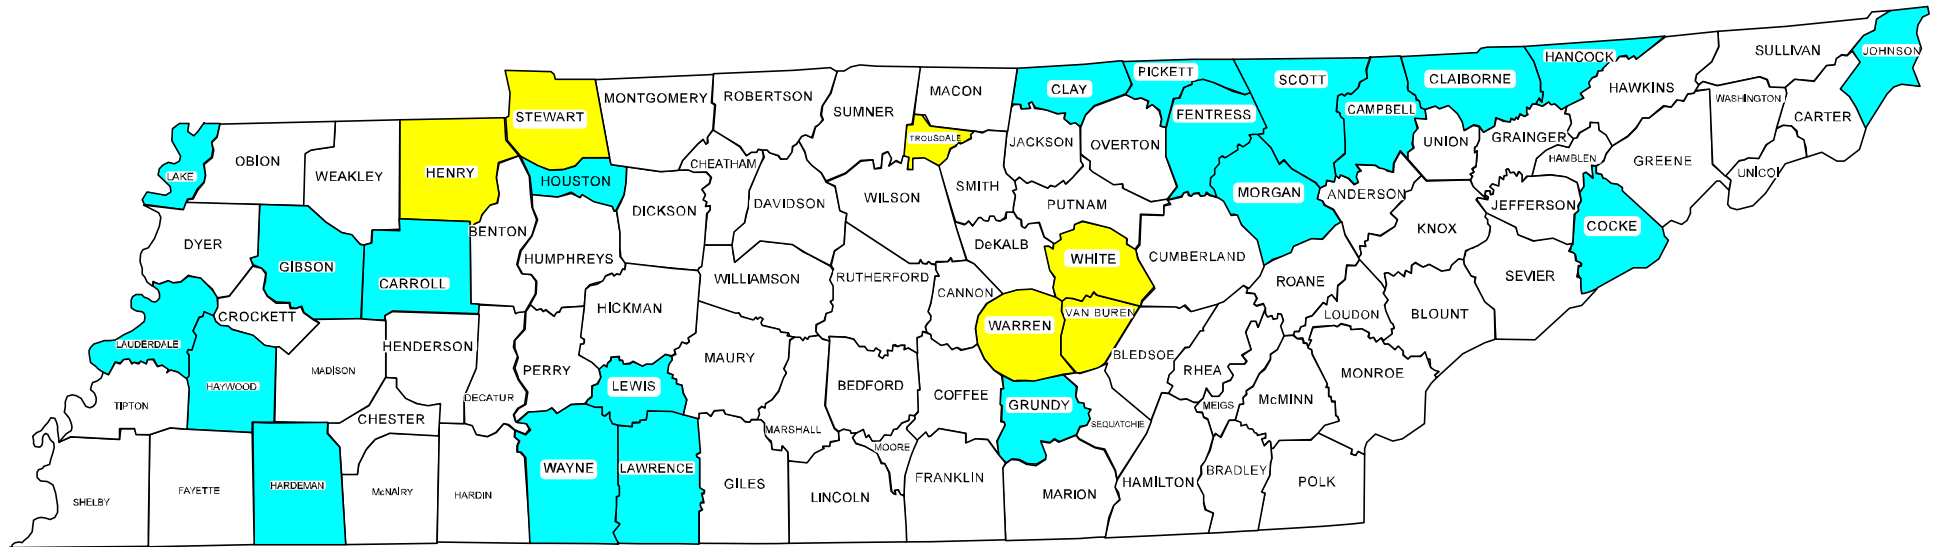 SULLIVAN
JOHNSON
HANCOCK
PICKETT
SCOTT
CLAIBORNE
HAWKINS
CLAY
MACON
ROBERTSON
MONTGOMERY
WASHINGTON
SUMNER
STEWART
FENTRESS
CAMPBELL
CARTER
TROUSDALE
JACKSON
OVERTON
UNION
GRAINGER
HAMBLEN
GREENE
OBION
CHEATHAM
LAKE
WEAKLEY
HENRY
HOUSTON
SMITH
MORGAN
ANDERSON
UNICOI
WILSON
DAVIDSON
DICKSON
PUTNAM
JEFFERSON
COCKE
KNOX
BENTON
DYER
DeKALB
HUMPHREYS
WHITE
CUMBERLAND
GIBSON
CARROLL
WILLIAMSON
RUTHERFORD
SEVIER
ROANE
CANNON
HICKMAN
CROCKETT
VAN BUREN
LOUDON
BLOUNT
WARREN
LAUDERDALE
HENDERSON
MAURY
BLEDSOE
MADISON
PERRY
RHEA
MONROE
HAYWOOD
LEWIS
BEDFORD
DECATUR
COFFEE
McMINN
TIPTON
GRUNDY
MEIGS
CHESTER
MARSHALL
SEQUATCHIE
MOORE
WAYNE
LAWRENCE
BRADLEY
FRANKLIN
GILES
HARDEMAN
HAMILTON
POLK
FAYETTE
McNAIRY
HARDIN
MARION
LINCOLN
SHELBY